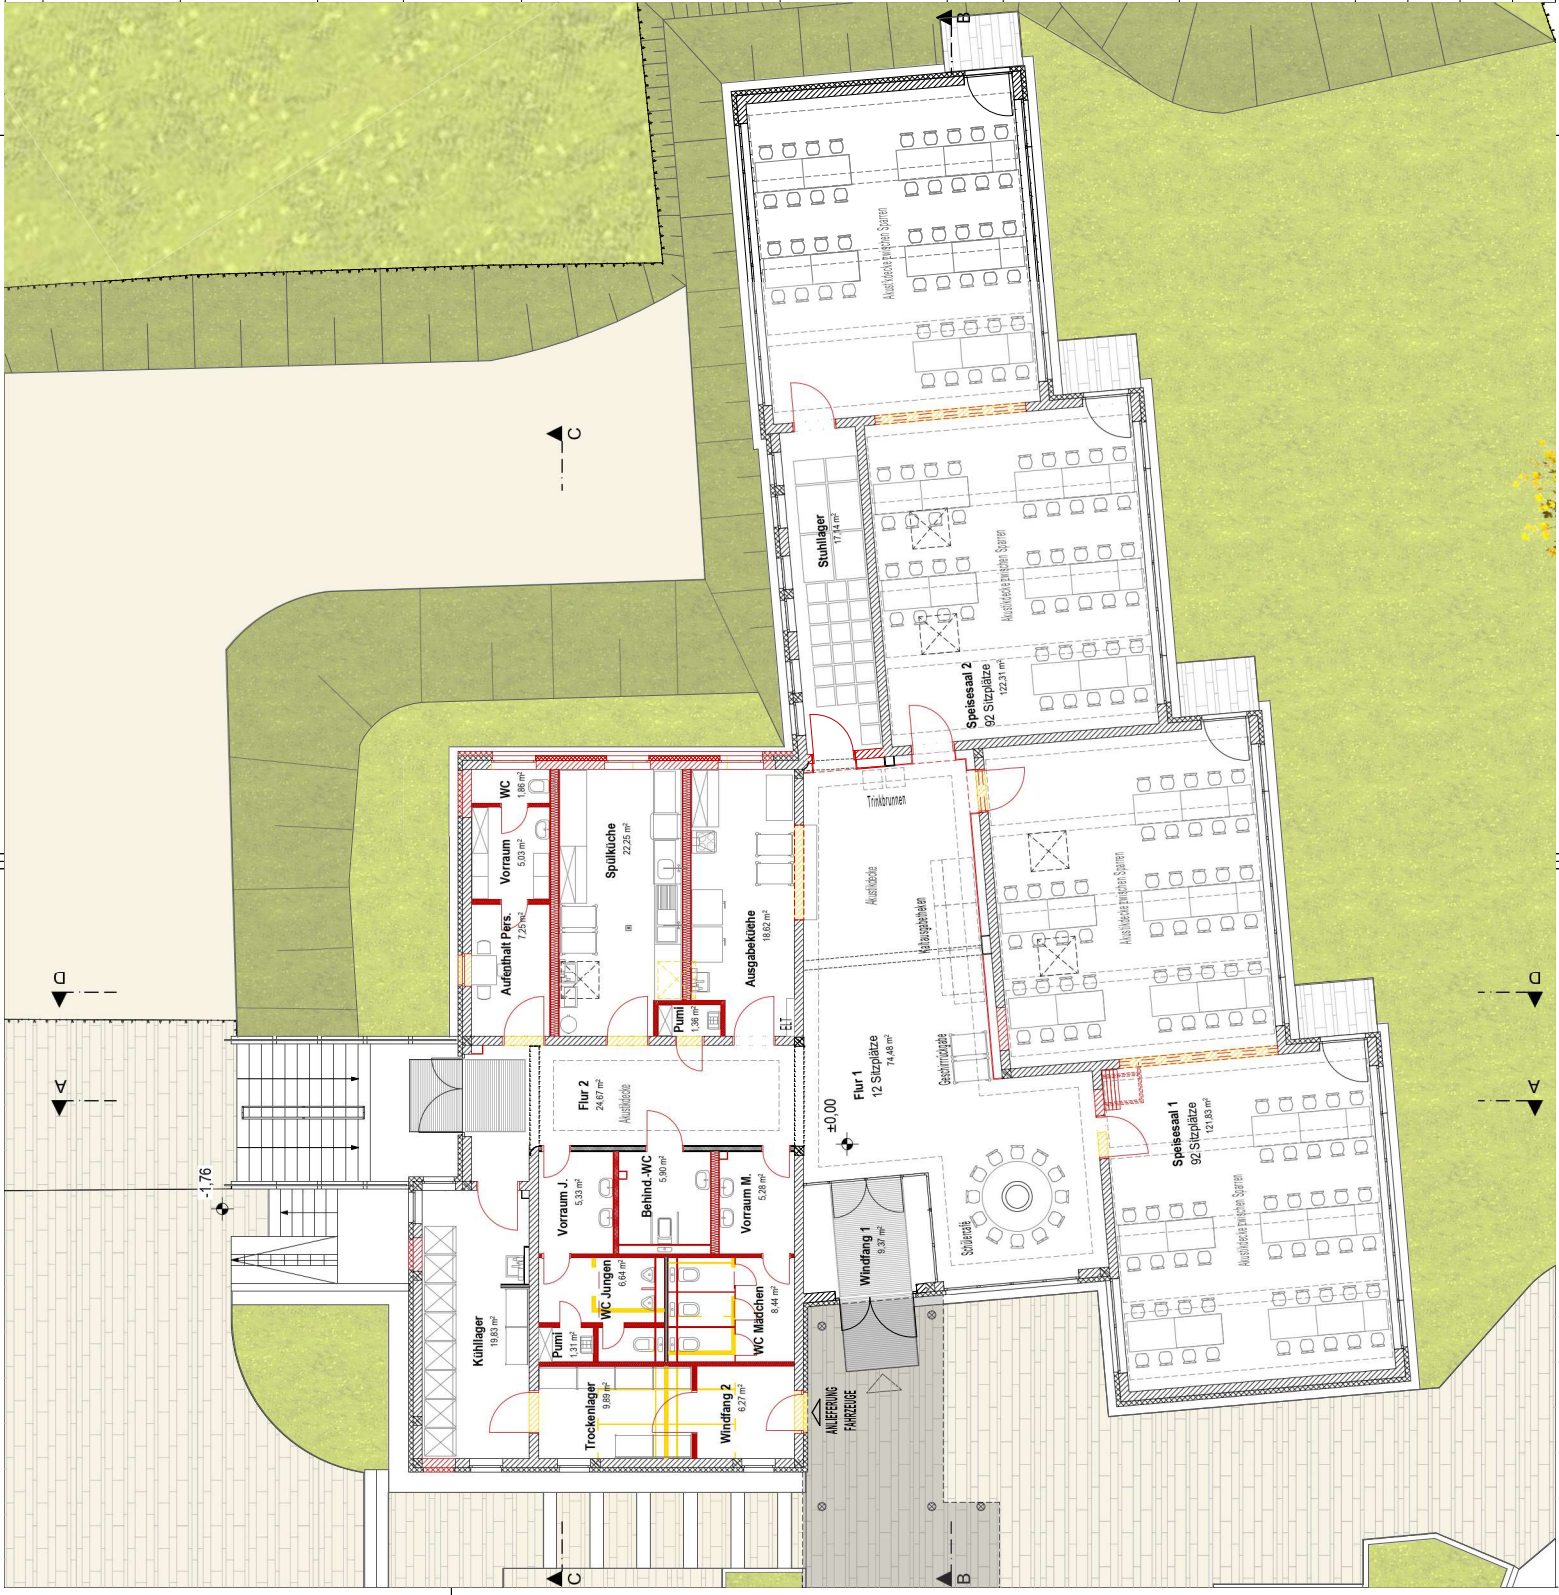 B
C
Akustikdecke zwischen Sparren
Stuhllager
17,14 m²
Akustikdecke zwischen Sparren
Speisesaal 2
92 Sitzplätze
122,31 m²
WC
1,86 m²
Vorraum
5,03 m²
Aufenthalt Pers.
7,25 m²
Spülküche
22,25 m²
Ausgabeküche
18,62 m²
Pumi
1,36 m²
ELT
Trinkbrunnen
Akustikdecke
Kaltausgabetheken
Geschirrrückgabe
Akustikdecke zwischen Sparren
D
D
A
A
-1,76
±0,00
Flur 2
24,67 m²
Akustikdecke
Flur 1
12 Sitzplätze
74,48 m²
Speisesaal 1
92 Sitzplätze
121,83 m²
Akustikdecke zwischen Sparren
Schülercafé
Windfang 1
9,37 m²
Vorraum J.
5,33 m²
Behind.-WC
5,90 m²
Vorraum M.
5,28 m²
WC Jungen
6,64 m²
WC Mädchen
8,44 m²
Pumi
1,31 m²
Kühllager
19,83 m²
Trockenlager
9,89 m²
Windfang 2
6,27 m²
ANLIEFERUNG
FAHRZEUGE
C
B